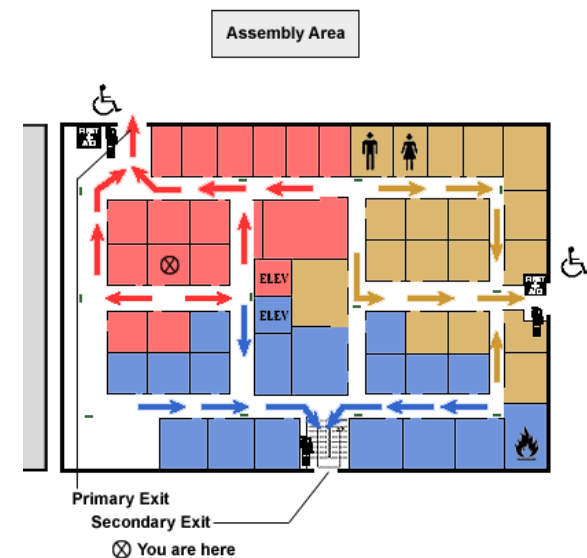 Assembly Area
FIRST
AID
ELEV
FIRST
AID
ELEV
Primary Exit
Secondary Exit
You are here